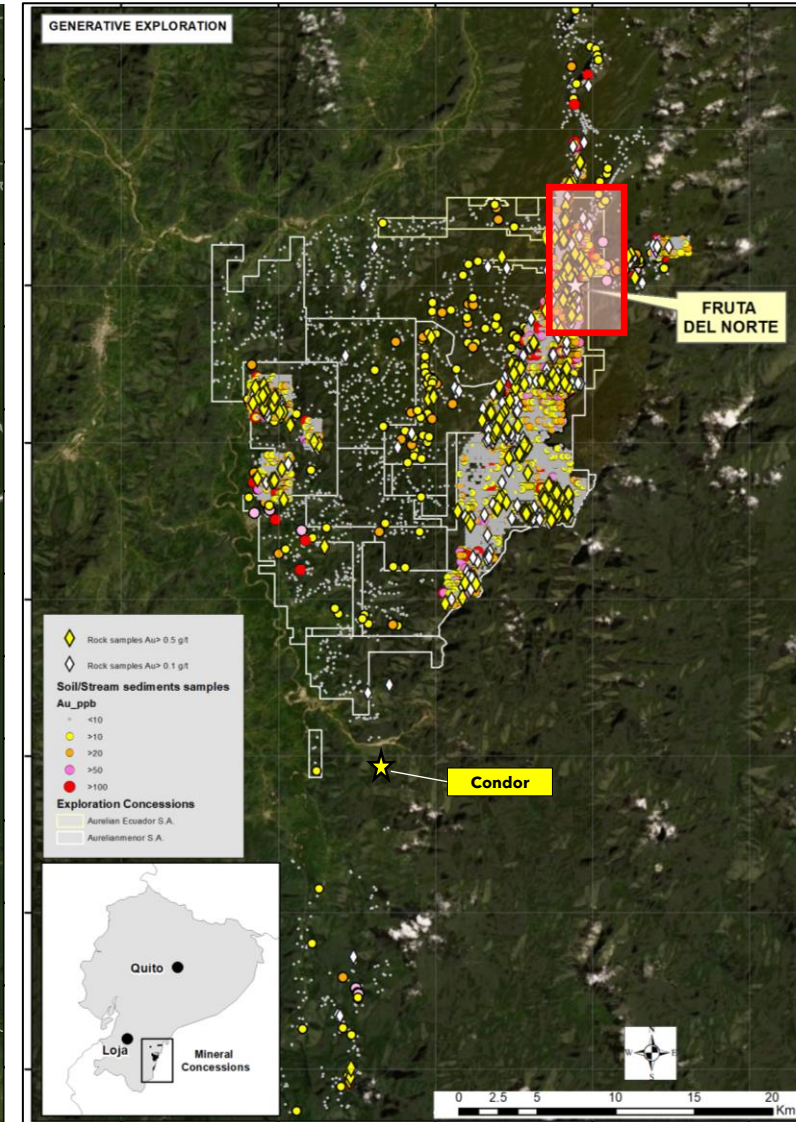 GENERATIVE EXPLORATION
FRUTA
DEL NORTE
Rock samples Au> 0.5 g/t
Rock samples Au> 0.1 g/t
Soil/Stream sediments samples
Au_ppb
<10
>10
>20
>50
>100
Exploration Concessions
Aurelian Ecuador S.A.
Aurelianmenor S.A.
Condor
Quito
Loja
Mineral
Concessions
N
W E
S
0 2.5 5 10 15 20
Km